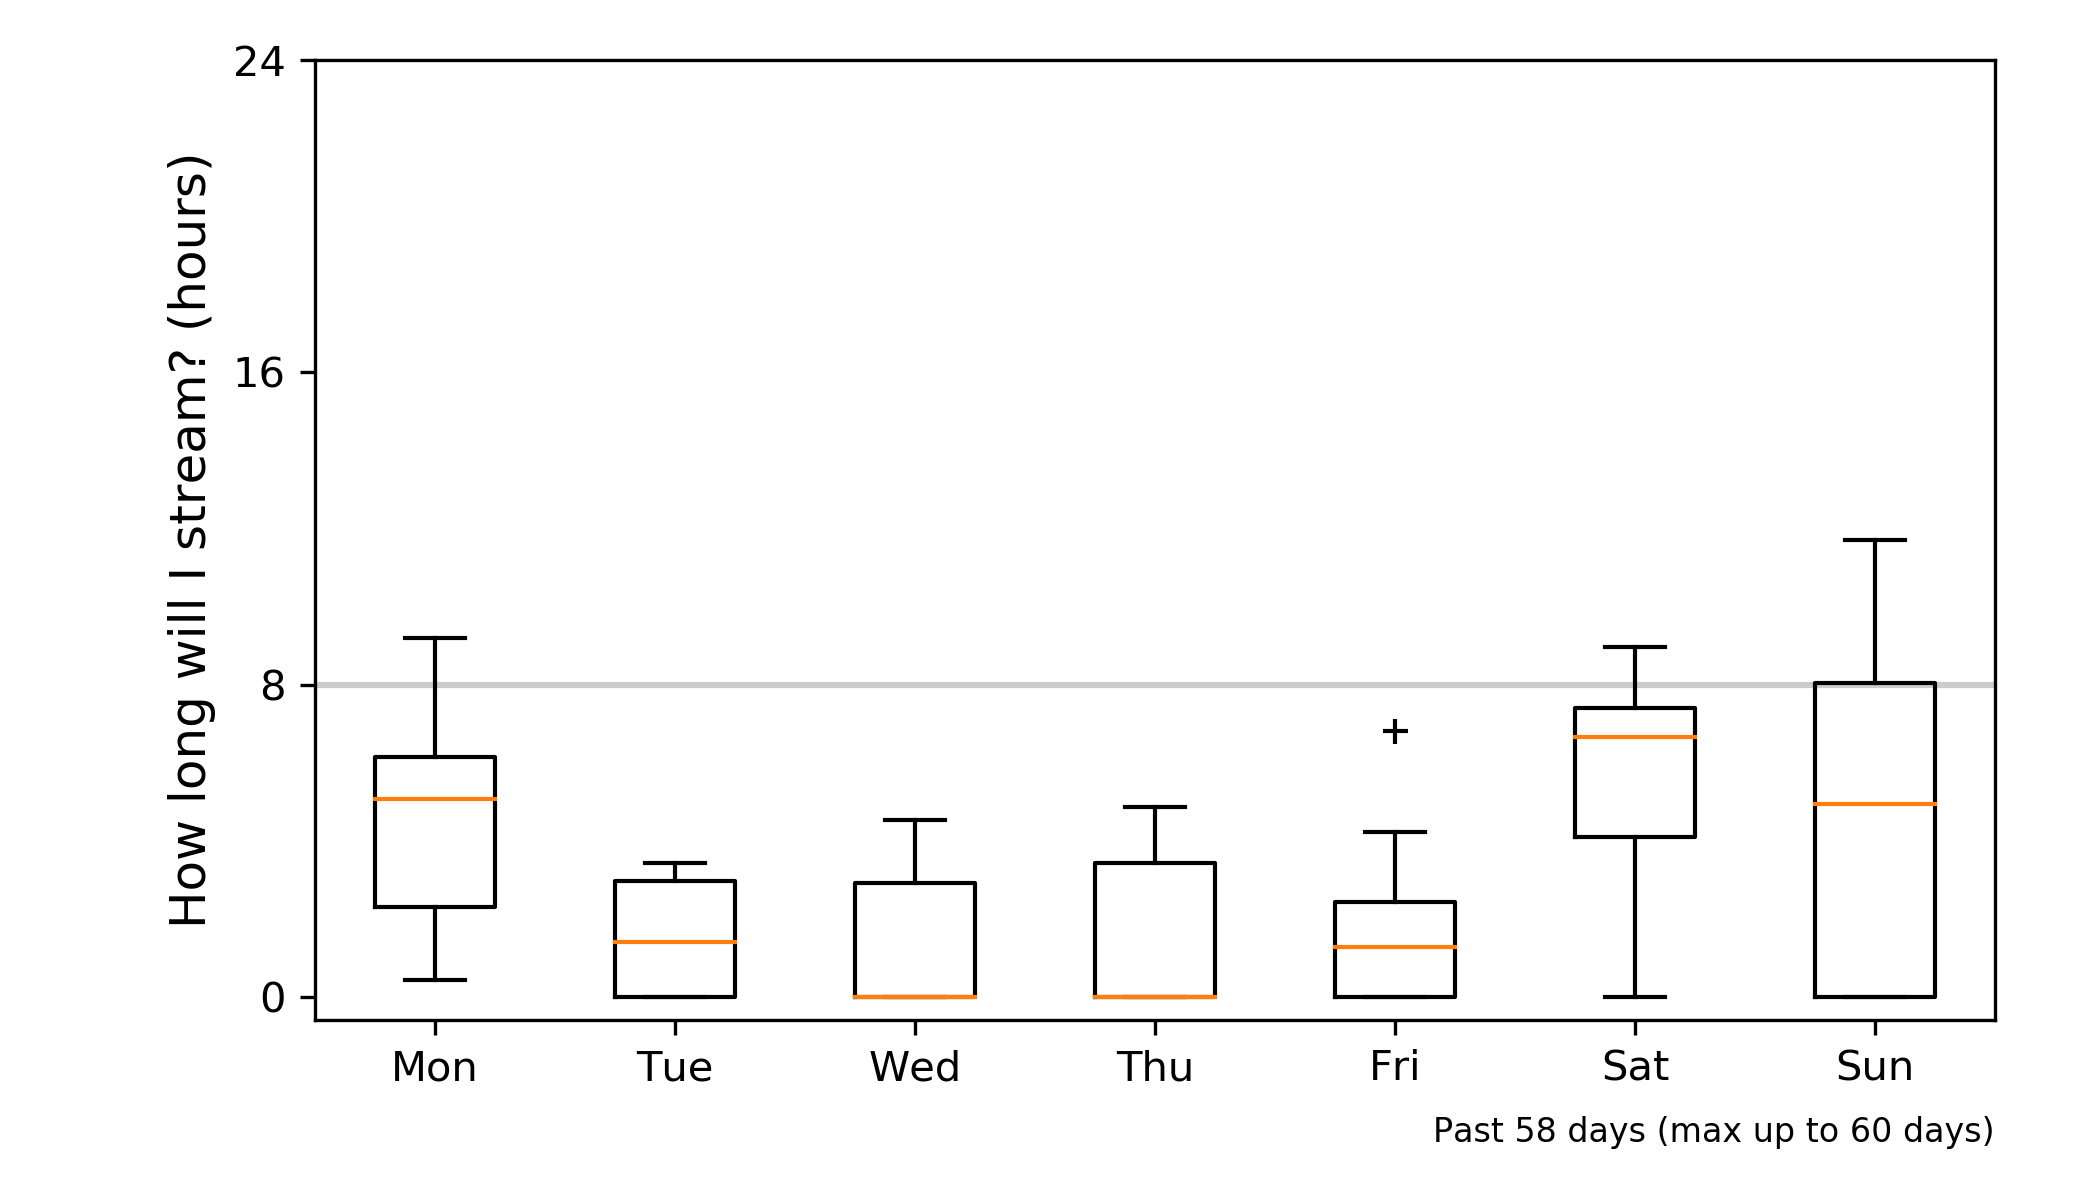 How long will I stream? (hours)
24
16
8
0
Mon Tue Wed Thu Fri Sat Sun
Past 58 days (max up to 60 days)